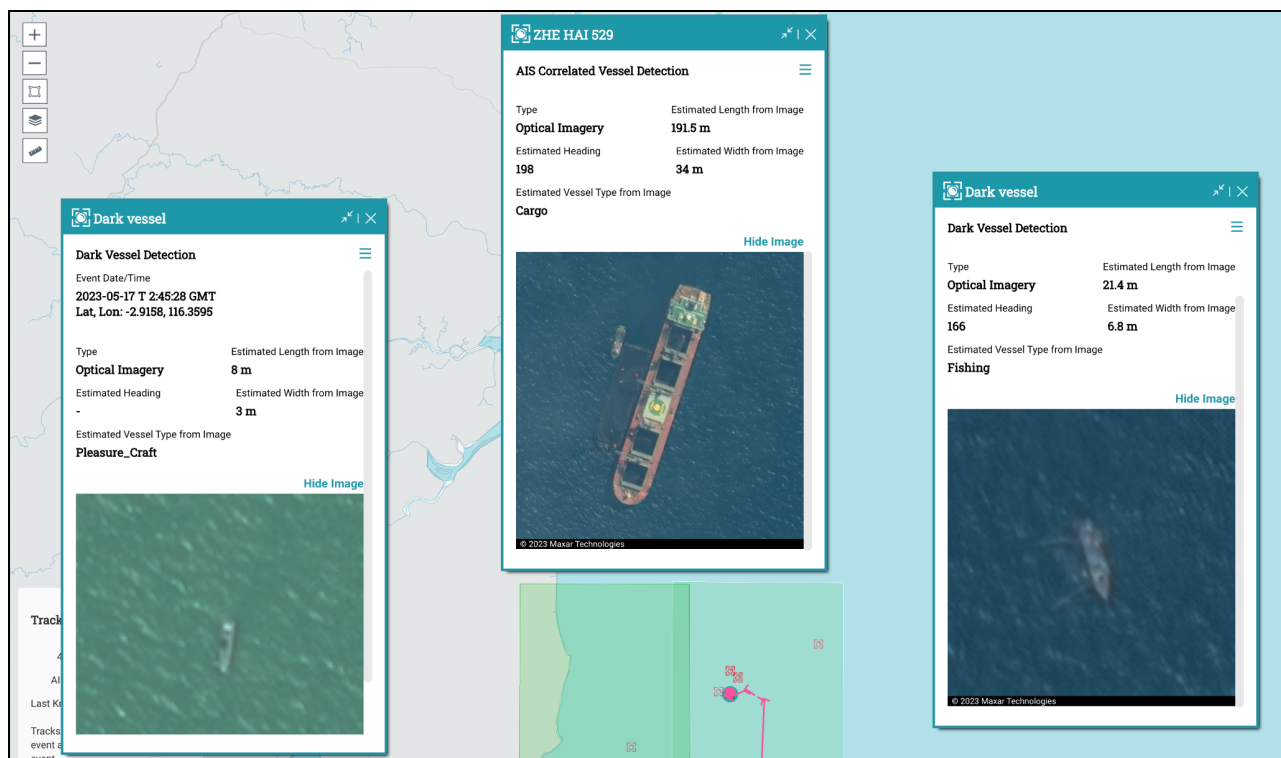 ZHE HAI 529
AIS Correlated Vessel Detection
Type
Estimated Length from Image
Optical Imagery
191.5 m
Estimated Heading
Estimated Width from Image
198
34 m
Estimated Vessel Type from Image
Cargo
Hide Image
© 2023 Maxar Technologies
Dark vessel
Dark Vessel Detection
Event Date/Time
2023-05-17 T 2:45:28 GMT
Lat, Lon: -2.9158, 116.3595
Type
Estimated Length from Image
Optical Imagery
8 m
Estimated Heading
Estimated Width from Image
-
3 m
Estimated Vessel Type from Image
Pleasure_Craft
Hide Image
Dark vessel
Dark Vessel Detection
Type
Estimated Length from Image
Optical Imagery
21.4 m
Estimated Heading
Estimated Width from Image
166
6.8 m
Estimated Vessel Type from Image
Fishing
Hide Image
© 2023 Maxar Technologies
Track
4
AI
Last Kr
Tracks
event a